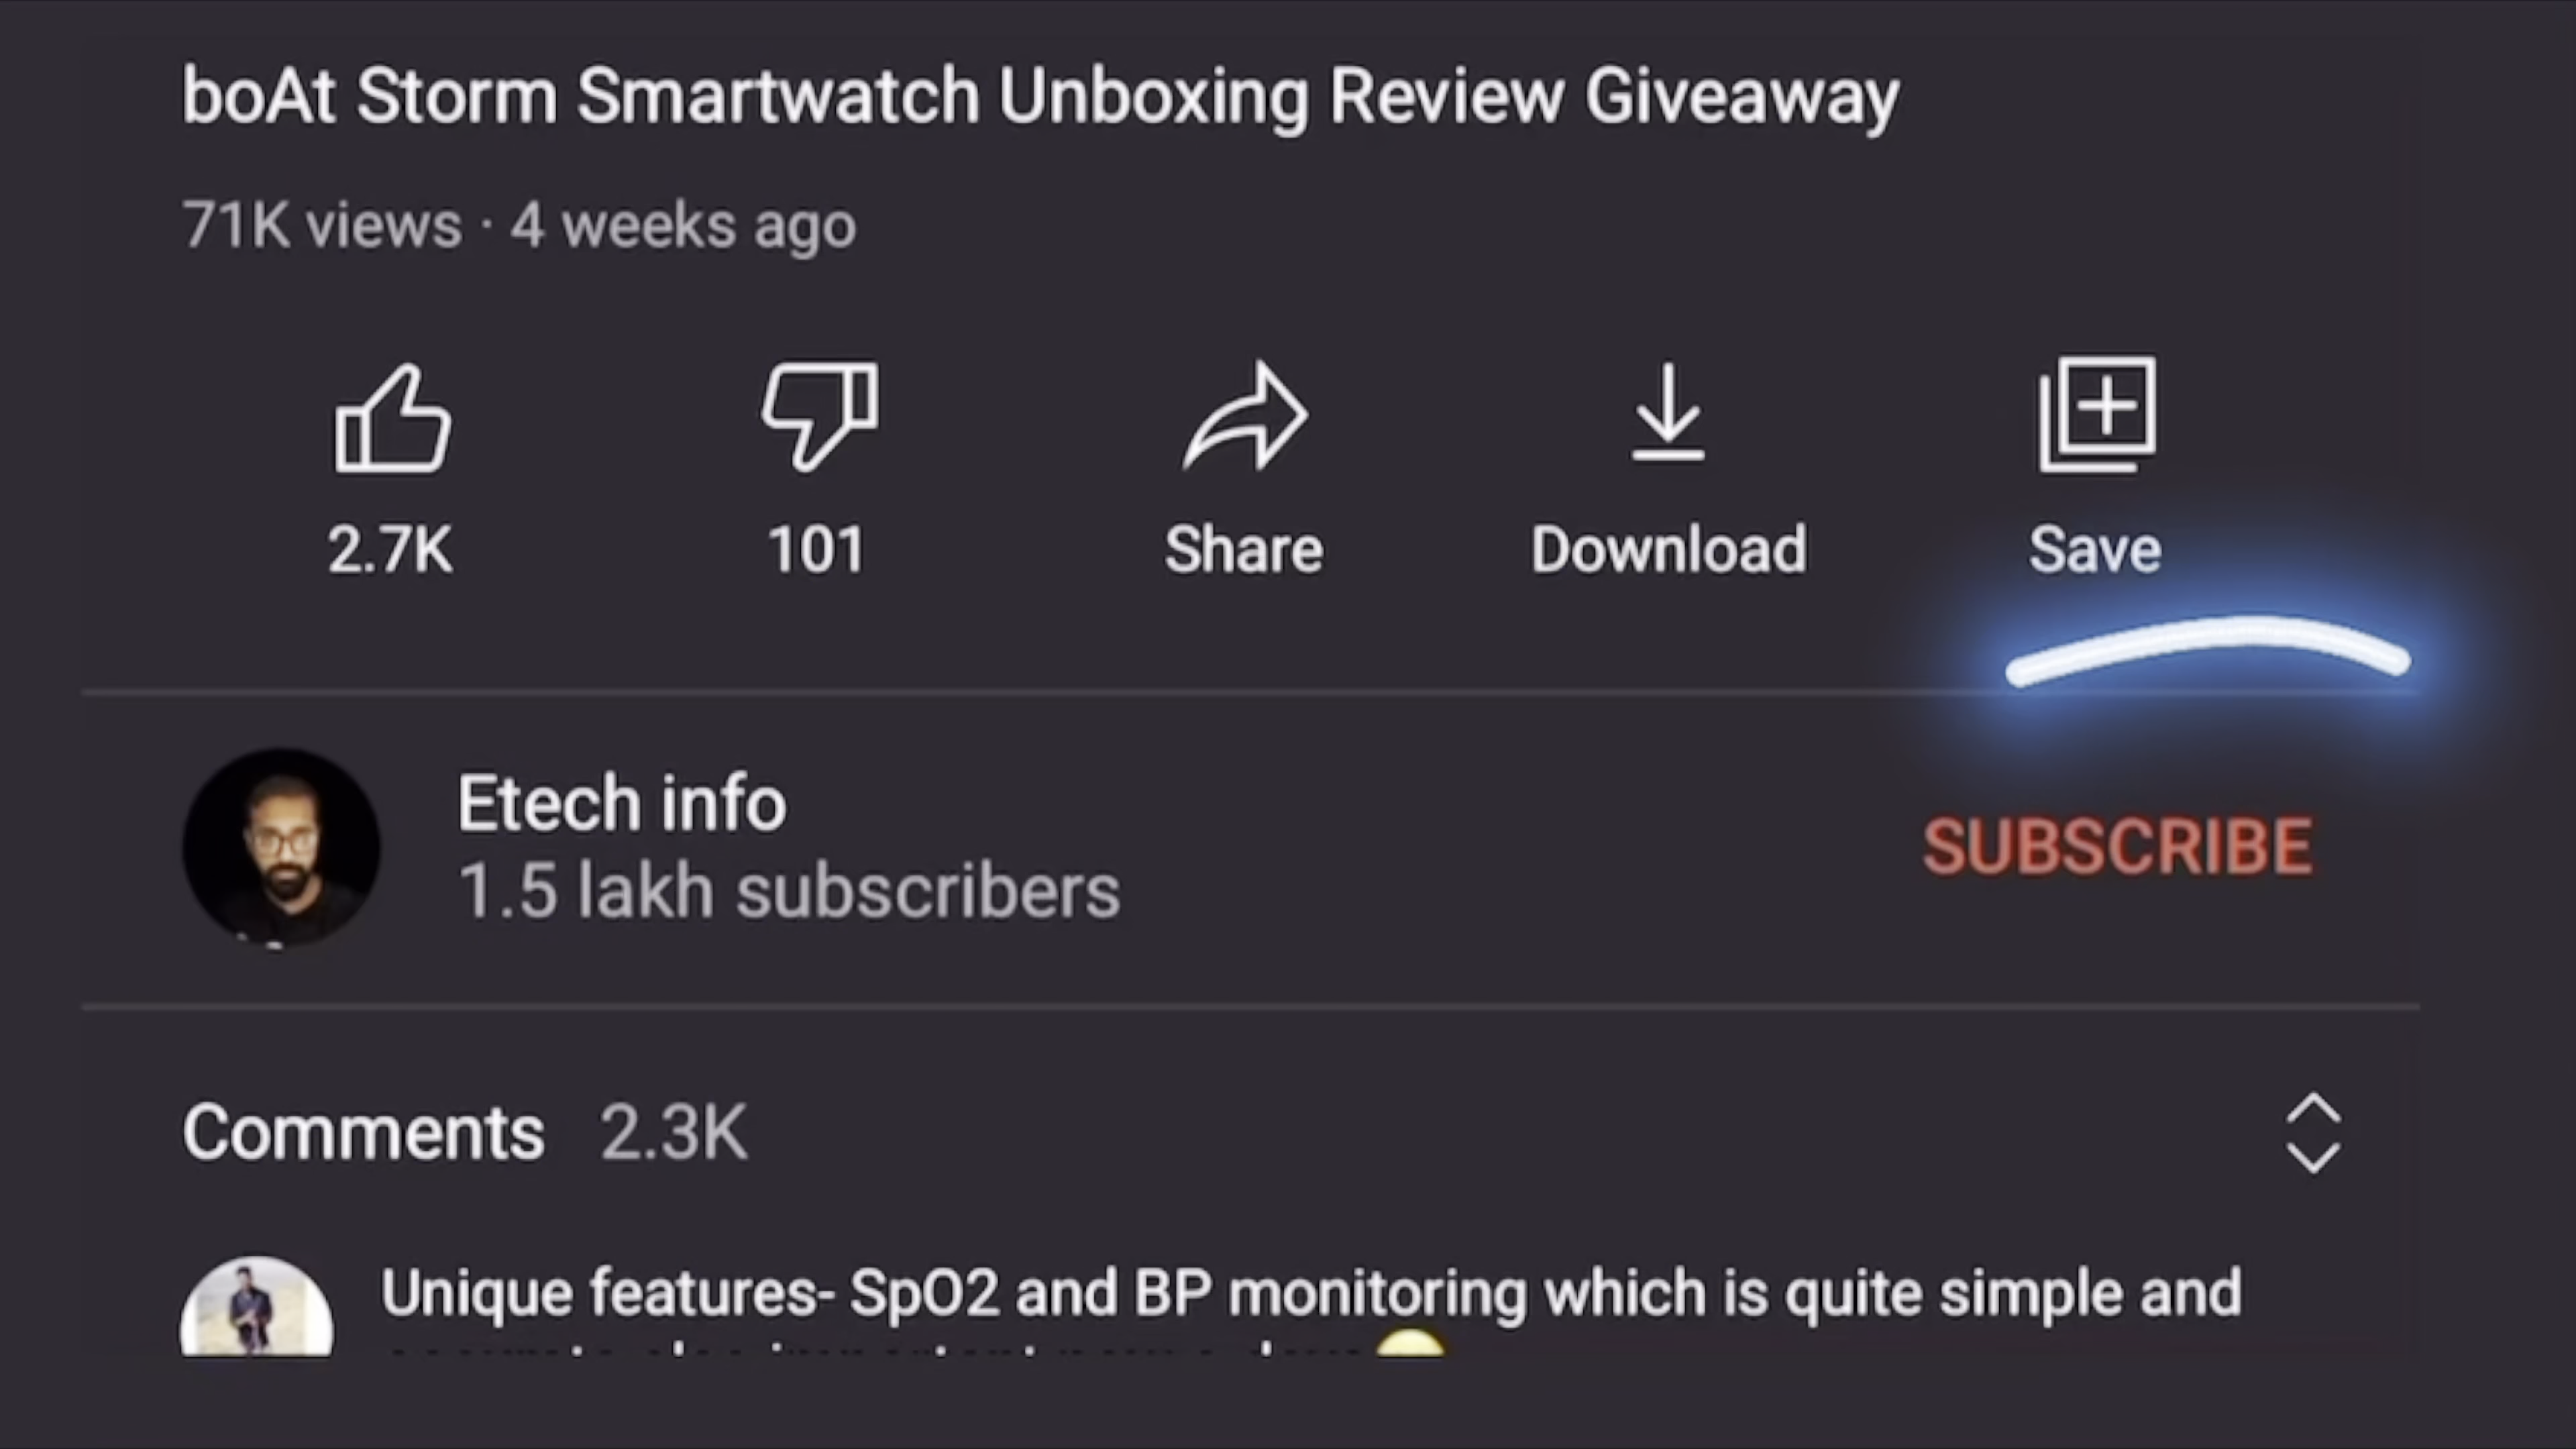 boAt Storm Smartwatch Unboxing Review Giveaway
71K views · 4 weeks ago
2.7K
101
Share
Download
Save
Etech info
1.5 lakh subscribers
SUBSCRIBE
Comments 2.3K
Unique features- SpO2 and BP monitoring which is quite simple and